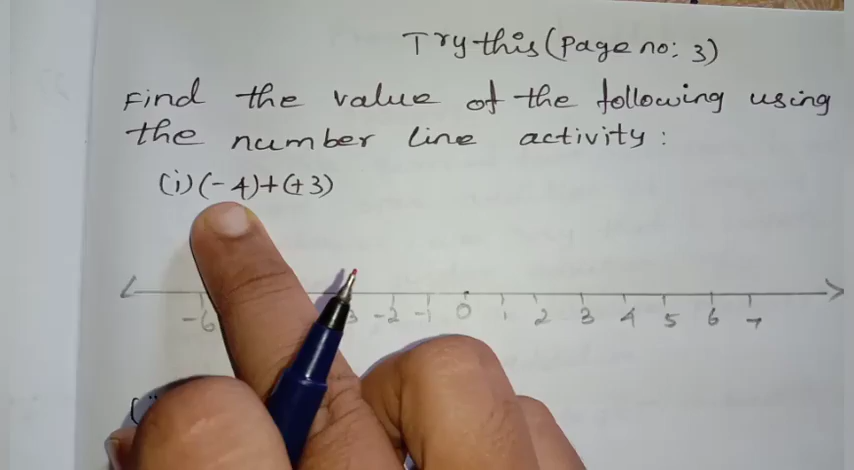 Try this (Page no: 3)
Find the value of the following using
the number line activity:
(i) (-4)+(+3)
-6 3 -2 -1 0 1 2 3 4 5 6 7